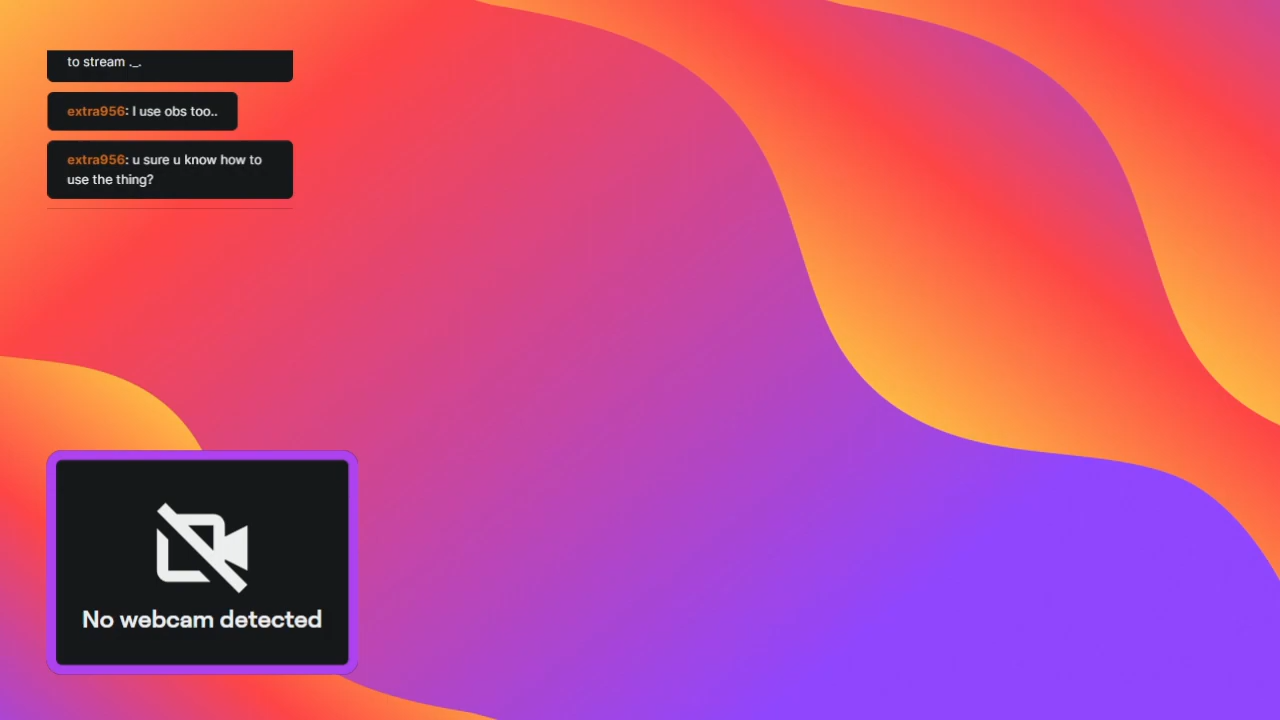 to stream ._.
extra956: I use obs too..
extra956: u sure u know how to
use the thing?
No webcam detected